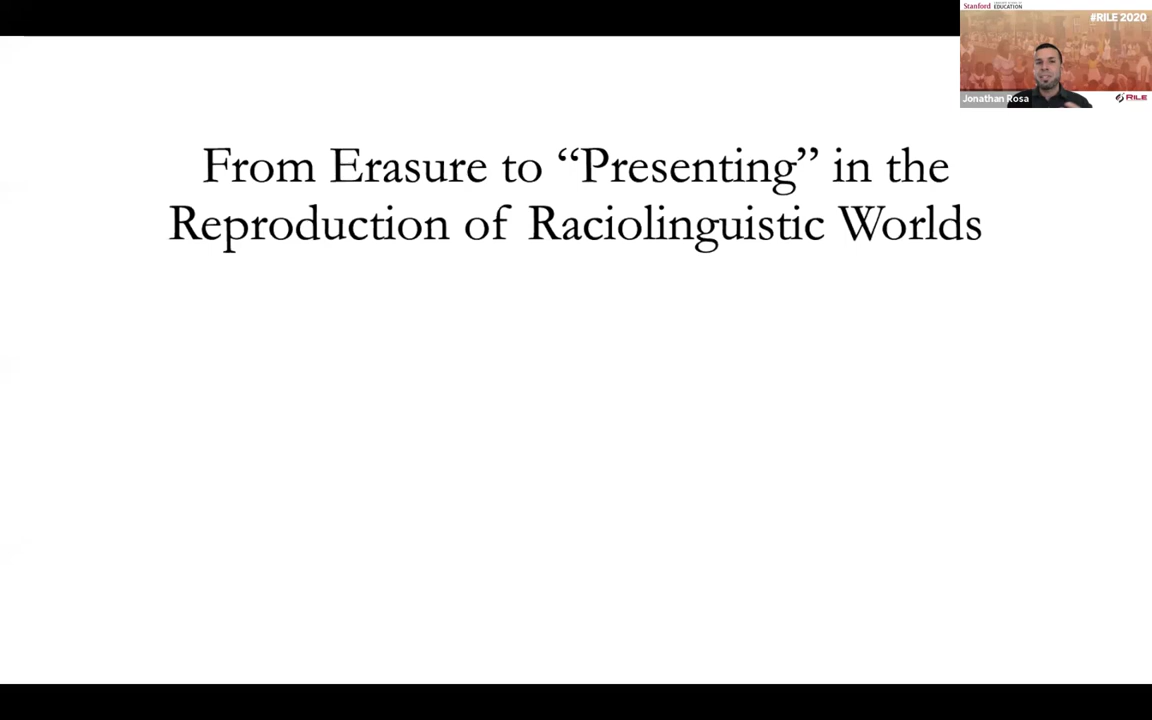 Stanford
EDUCATION
#RILE 2020
Jonathan Rosa
RILE
From Erasure to “Presenting” in the
Reproduction of Raciolinguistic Worlds